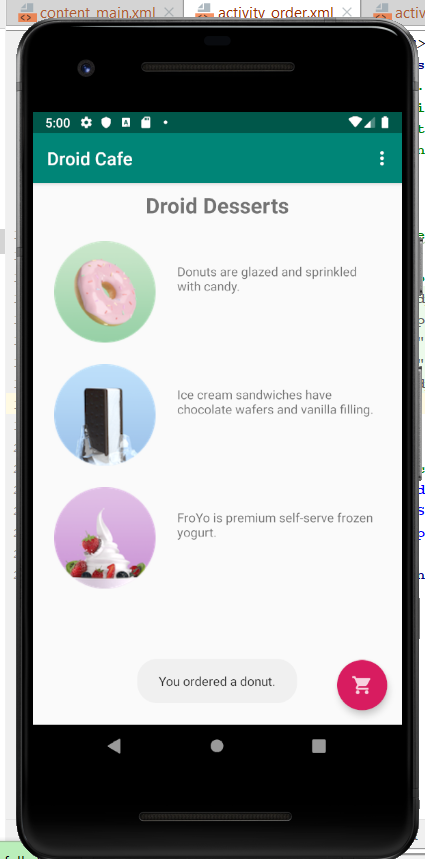 content_main.xml
activity_order.xml
activ
5:00
Droid Cafe
Droid Desserts
Donuts are glazed and sprinkled
with candy.
Ice cream sandwiches have
chocolate wafers and vanilla filling.
FroYo is premium self-serve frozen
yogurt.
You ordered a donut.